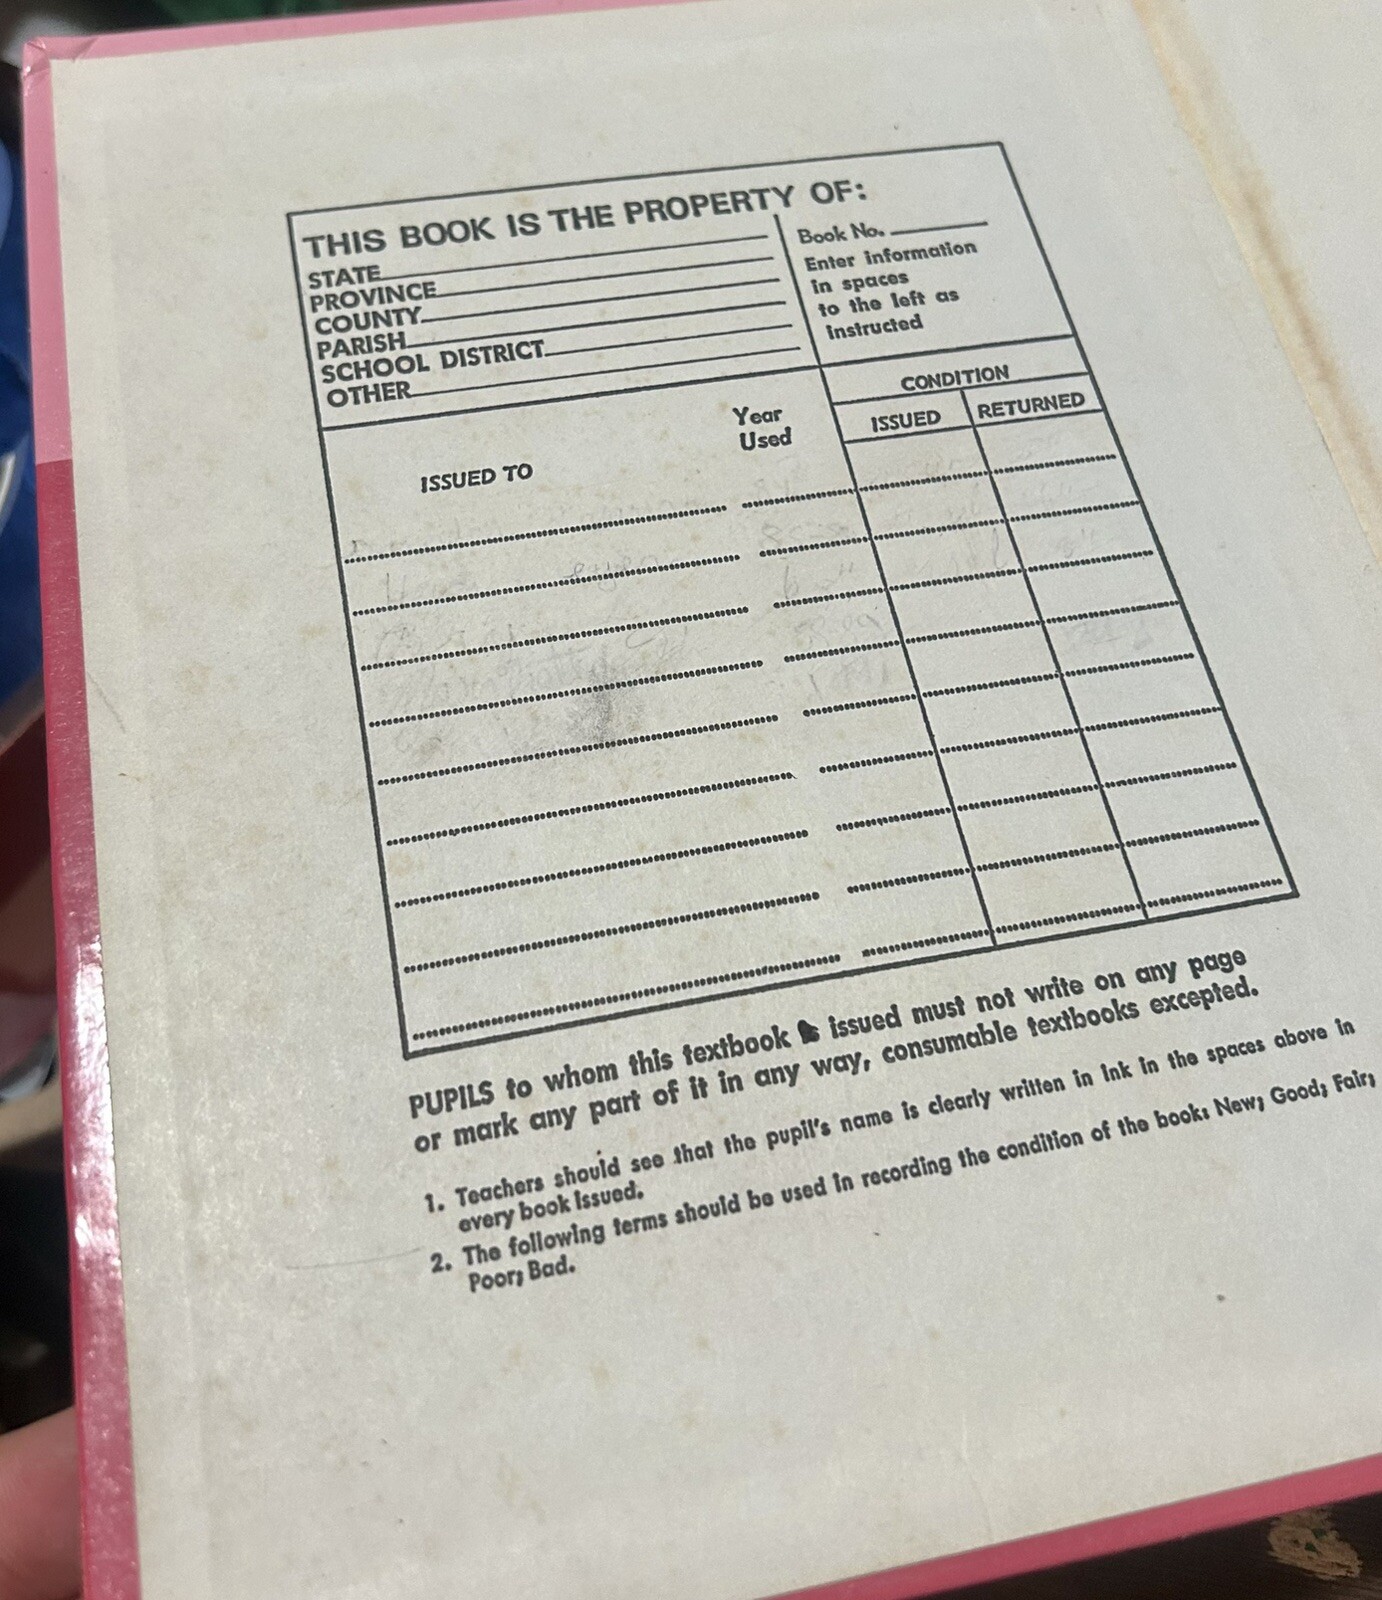 THIS BOOK IS THE PROPERTY OF:
STATE
PROVINCE
COUNTY
PARISH
SCHOOL DISTRICT
OTHER
Book No.
Enter information
in spaces
to the left as
instructed
ISSUED TO
Year
Used
CONDITION
ISSUED
RETURNED
PUPILS to whom this textbook is issued must not write on any page
or mark any part of it in any way, consumable textbooks excepted.
1. Teachers should see that the pupil's name is clearly written in ink in the spaces above in
every book issued.
2. The following terms should be used in recording the condition of the book: New; Good; Fair;
Poor; Bad.